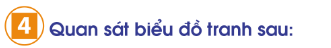 4 Quan sát biểu đồ tranh sau: